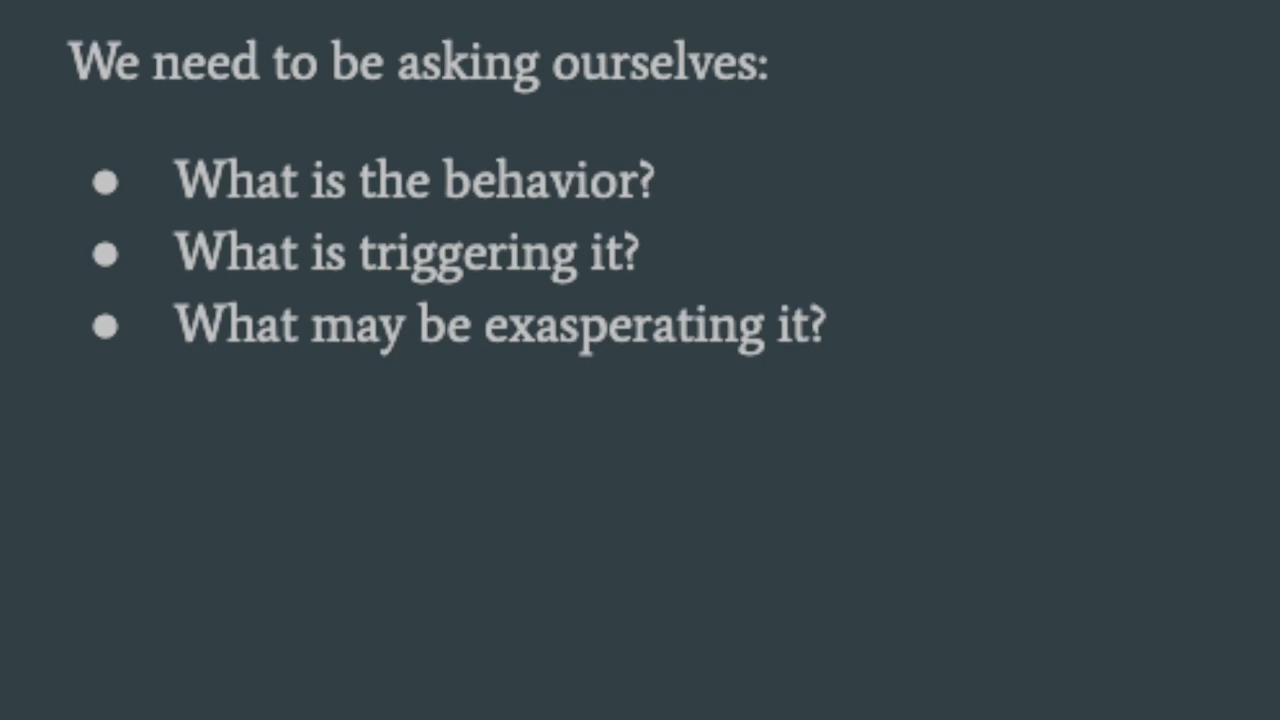 We need to be asking ourselves:
● What is the behavior?
● What is triggering it?
● What may be exasperating it?